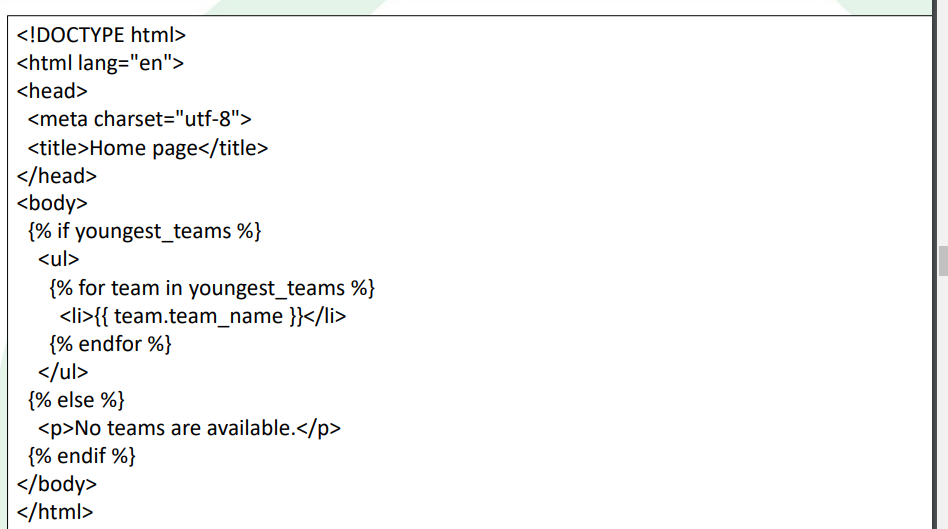 <!DOCTYPE html>
<html lang="en">
<head>
<meta charset="utf-8">
<title>Home page</title>
</head>
<body>
{% if youngest_teams %}
<ul>
{% for team in youngest_teams %}
<li>{{ team.team_name }}</li>
{% endfor %}
</ul>
{% else %}
<p>No teams are available.</p>
{% endif %}
</body>
</html>